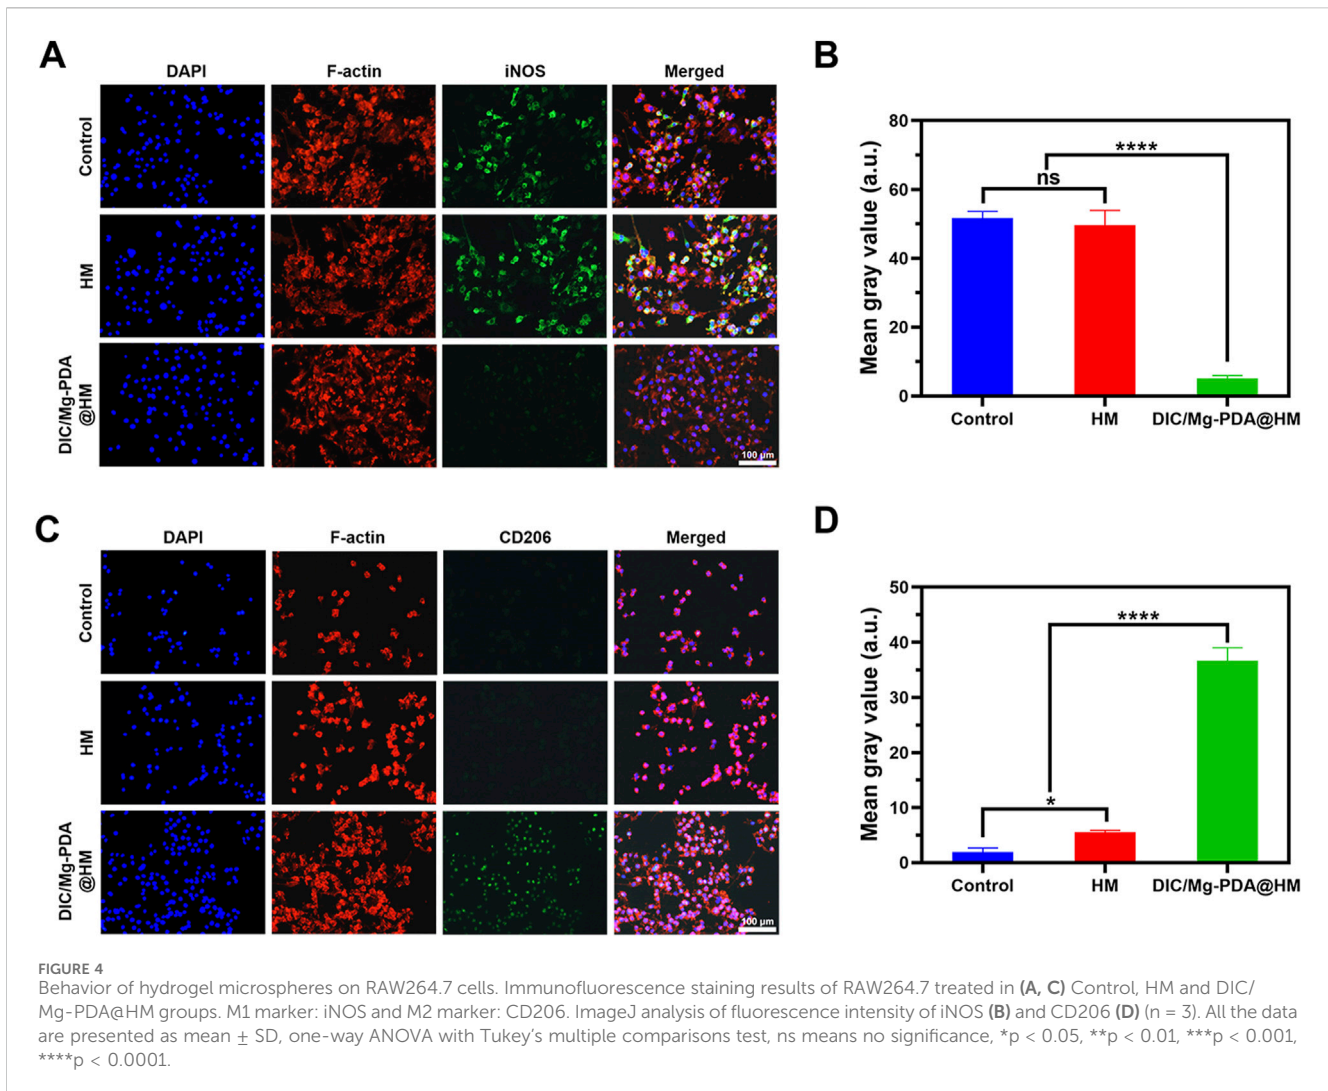 A
DAPI F-actin iNOS Merged
Control
HM
DIC/Mg-PDA
@HM
100 μm
B
Mean gray value (a.u.)
80
60
40
20
0
****
ns
Control HM DIC/Mg-PDA@HM
C
DAPI F-actin CD206 Merged
Control
HM
DIC/Mg-PDA
@HM
100 μm
D
Mean gray value (a.u.)
50
40
30
20
10
0
****
*
Control HM DIC/Mg-PDA@HM
FIGURE 4
Behavior of hydrogel microspheres on RAW264.7 cells. Immunofluorescence staining results of RAW264.7 treated in (A, C) Control, HM and DIC/
Mg-PDA@HM groups. M1 marker: iNOS and M2 marker: CD206. ImageJ analysis of fluorescence intensity of iNOS (B) and CD206 (D) (n = 3). All the data
are presented as mean ± SD, one-way ANOVA with Tukey's multiple comparisons test, ns means no significance, *p < 0.05, **p < 0.01, ***p < 0.001,
****p < 0.0001.